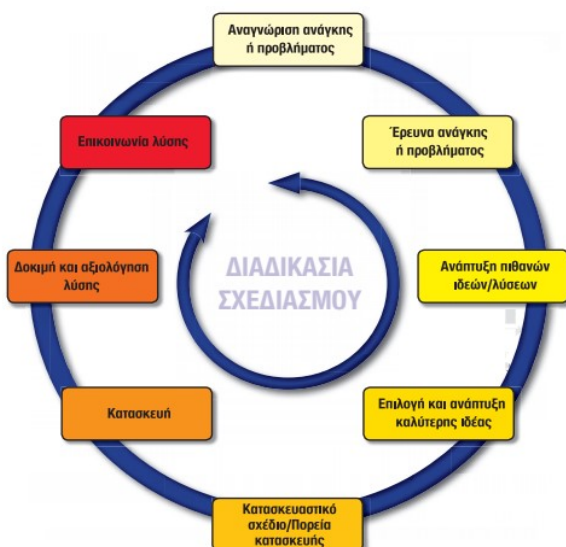 Αναγνώριση ανάγκης
ή προβλήματος
Έρευνα ανάγκης
ή προβλήματος
Ανάπτυξη πιθανών
ιδεών/λύσεων
Επιλογή και ανάπτυξη
καλύτερης ιδέας
Κατασκευαστικό
σχέδιο/Πορεία
κατασκευής
Κατασκευή
Δοκιμή και αξιολόγηση
λύσης
Επικοινωνία λύσης
ΔΙΑΔΙΚΑΣΙΑ
ΣΧΕΔΙΑΣΜΟΥ